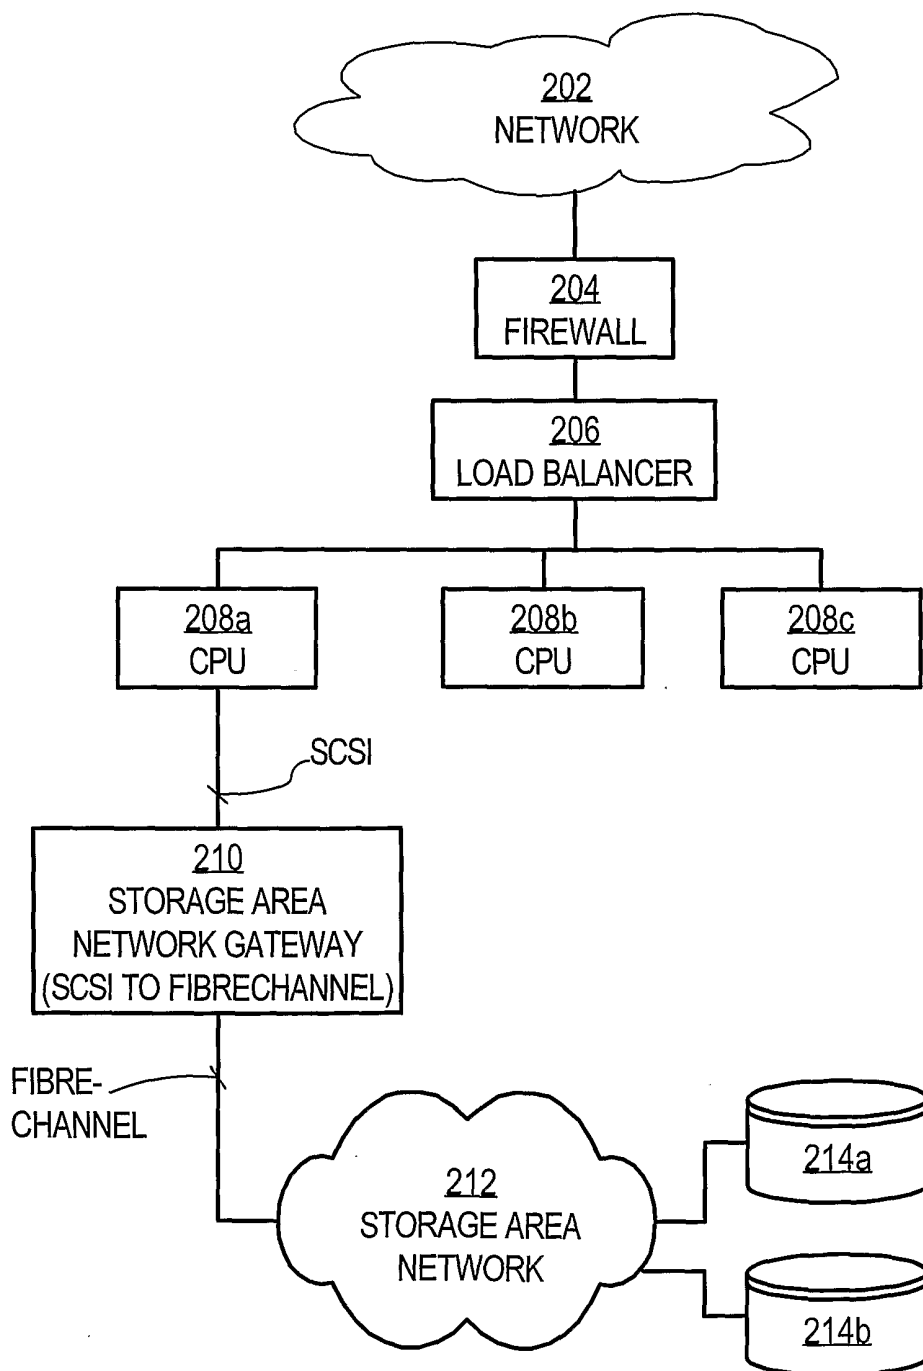 202
NETWORK
204
FIREWALL
206
LOAD BALANCER
208a
CPU
208b
CPU
208c
CPU
SCSI
210
STORAGE AREA
NETWORK GATEWAY
(SCSI TO FIBRECHANNEL)
FIBRE-
CHANNEL
212
STORAGE AREA
NETWORK
214a
214b